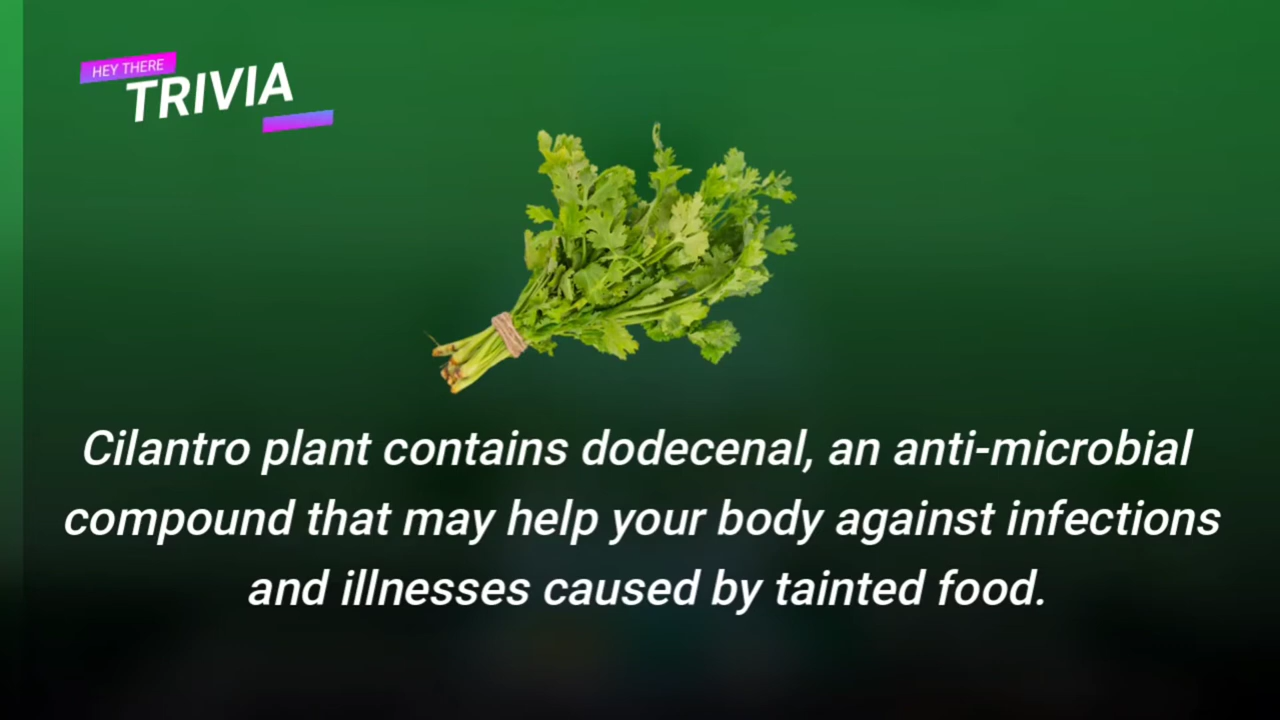 HEY THERE
TRIVIA
Cilantro plant contains dodecenal, an anti-microbial
compound that may help your body against infections
and illnesses caused by tainted food.